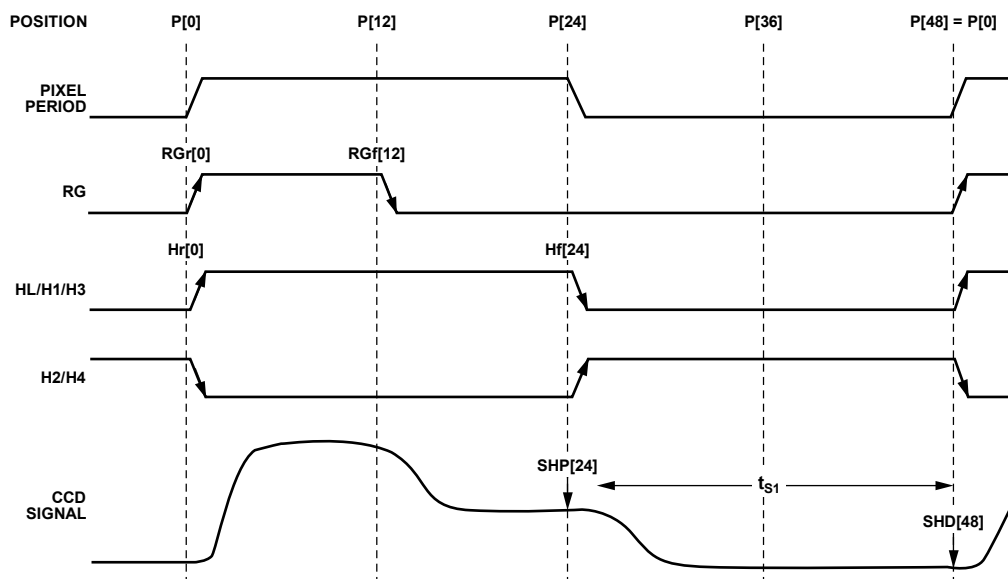 POSITION P[0] P[12] P[24] P[36] P[48] = P[0]
PIXEL
PERIOD
RGr[0] RGf[12]
RG
Hr[0] Hf[24]
HL/H1/H3
H2/H4
SHP[24]
tS1
CCD
SIGNAL
SHD[48]